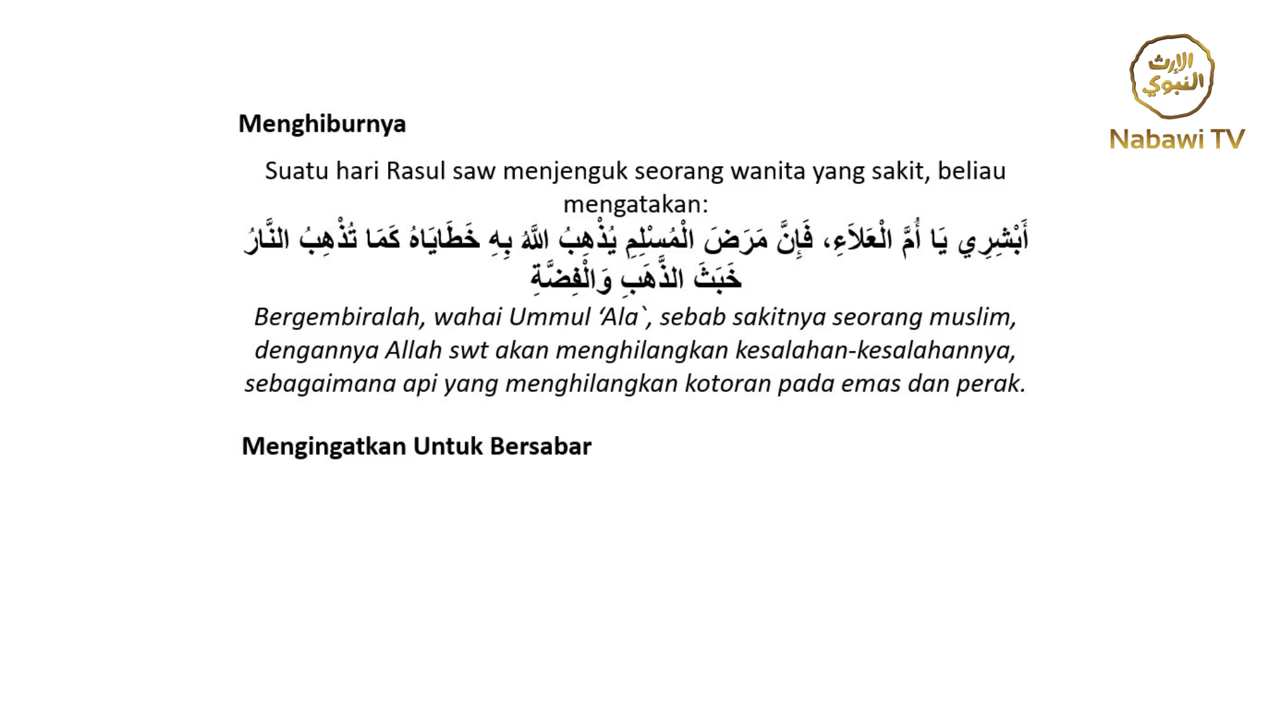 الإرث
النبوي
Nabawi TV
Menghiburnya
Suatu hari Rasul saw menjenguk seorang wanita yang sakit, beliau
mengatakan:
أَبْشِرِي يَا أُمَّ الْعَلاَءِ، فَإِنَّ مَرَضَ الْمُسْلِمِ يُذْهِبُ اللَّهُ بِهِ خَطَايَاهُ كَمَا تُذْهِبُ النَّارُ
خَبَثَ الذَّهَبِ وَالْفِضَّةِ
Bergembiralah, wahai Ummul ‘Ala`, sebab sakitnya seorang muslim,
dengannya Allah swt akan menghilangkan kesalahan-kesalahannya,
sebagaimana api yang menghilangkan kotoran pada emas dan perak.
Mengingatkan Untuk Bersabar